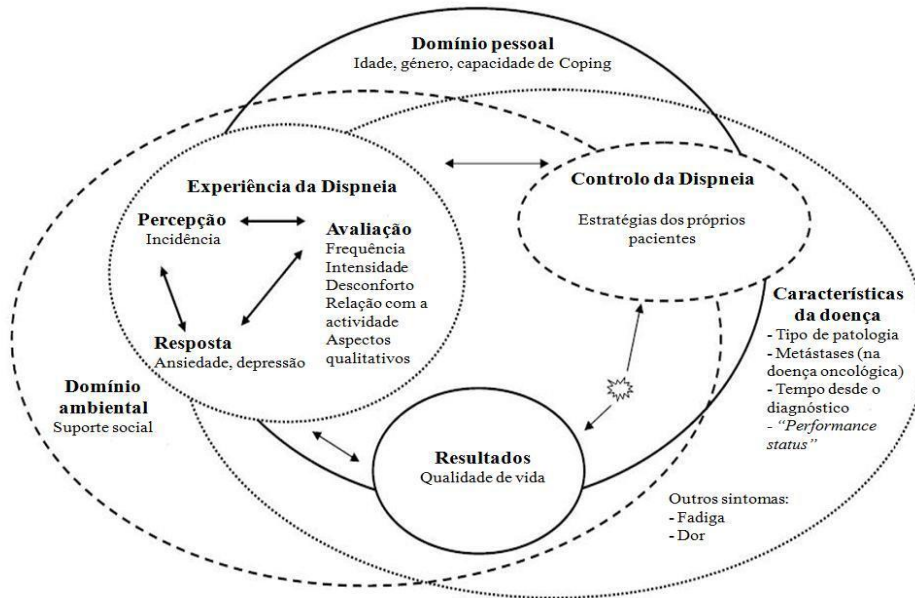 Domínio pessoal
Idade, género, capacidade de Coping
Experiência da Dispneia
Percepção
Incidência
Avaliação
Frequência
Intensidade
Desconforto
Relação com a
actividade
Aspectos
qualitativos
Resposta
Ansiedade, depressão
Controlo da Dispneia
Estratégias dos próprios
pacientes
Características
da doença
- Tipo de patologia
- Metástases (na
doença oncológica)
- Tempo desde o
diagnóstico
- “Performance
status”
Domínio
ambiental
Suporte social
Resultados
Qualidade de vida
Outros sintomas:
- Fadiga
- Dor